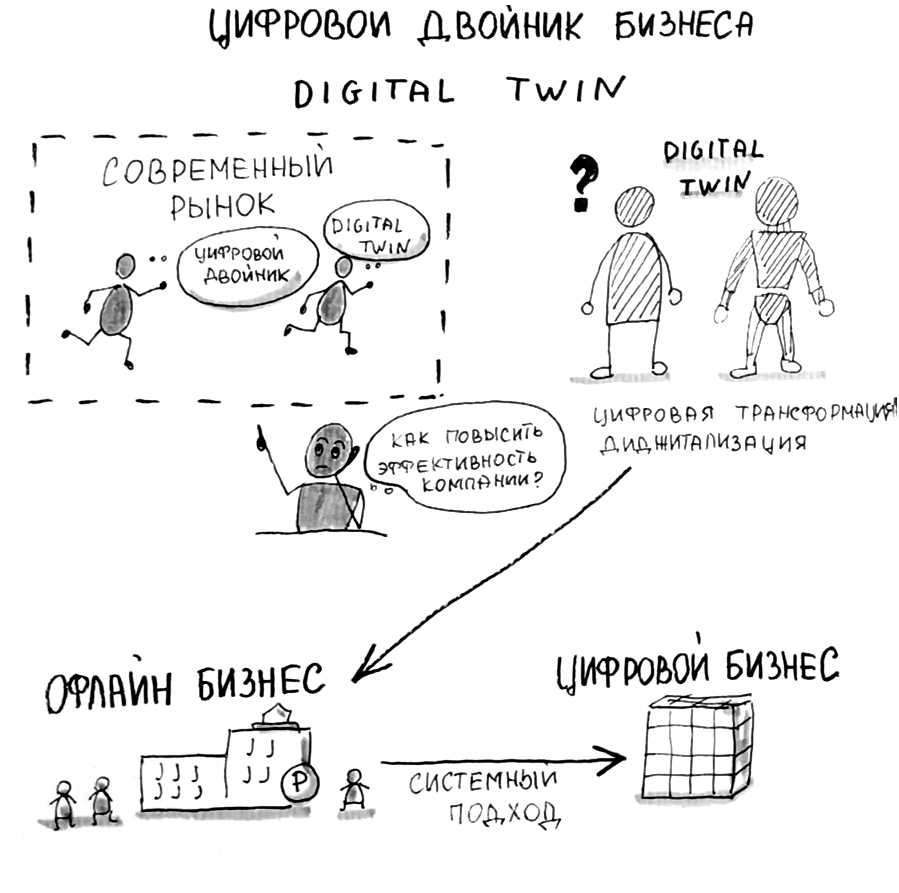 ЦИФРОВОЙ ДВОЙНИК БИЗНЕСА
DIGITAL TWIN
СОВРЕМЕННЫЙ
РЫНОК
ЦИФРОВОЙ
ДВОЙНИК
DIGITAL
TWIN
?
DIGITAL
TWIN
ЦИФРОВАЯ ТРАНСФОРМАЦИЯ
ДИДЖИТАЛИЗАЦИЯ
КАК ПОВЫСИТЬ
ЭФФЕКТИВНОСТЬ
КОМПАНИИ?
ОФЛАЙН БИЗНЕС
₽
ЦИФРОВОЙ БИЗНЕС
СИСТЕМНЫЙ
ПОДХОД